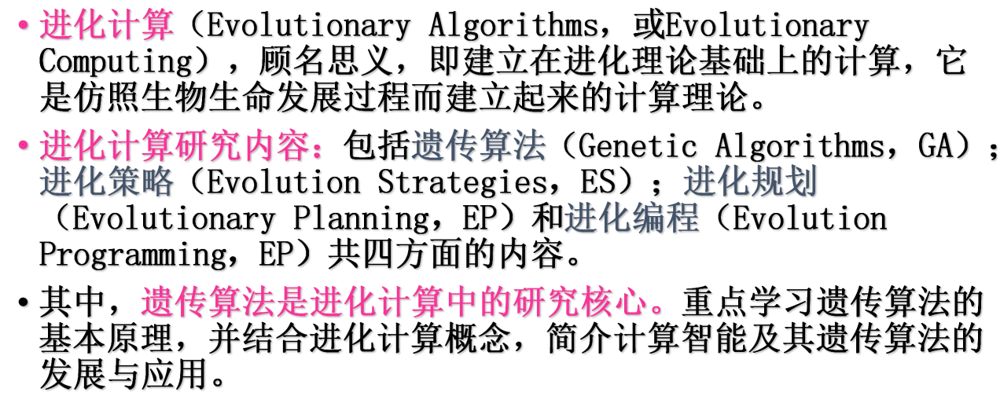 • 进化计算（Evolutionary Algorithms，或Evolutionary
Computing），顾名思义，即建立在进化理论基础上的计算，它
是仿照生物生命发展过程而建立起来的计算理论。
• 进化计算研究内容：包括遗传算法（Genetic Algorithms，GA）；
进化策略（Evolution Strategies，ES）；进化规划
（Evolutionary Planning，EP）和进化编程（Evolution
Programming，EP）共四方面的内容。
• 其中，遗传算法是进化计算中的研究核心。重点学习遗传算法的
基本原理，并结合进化计算概念，简介计算智能及其遗传算法的
发展与应用。